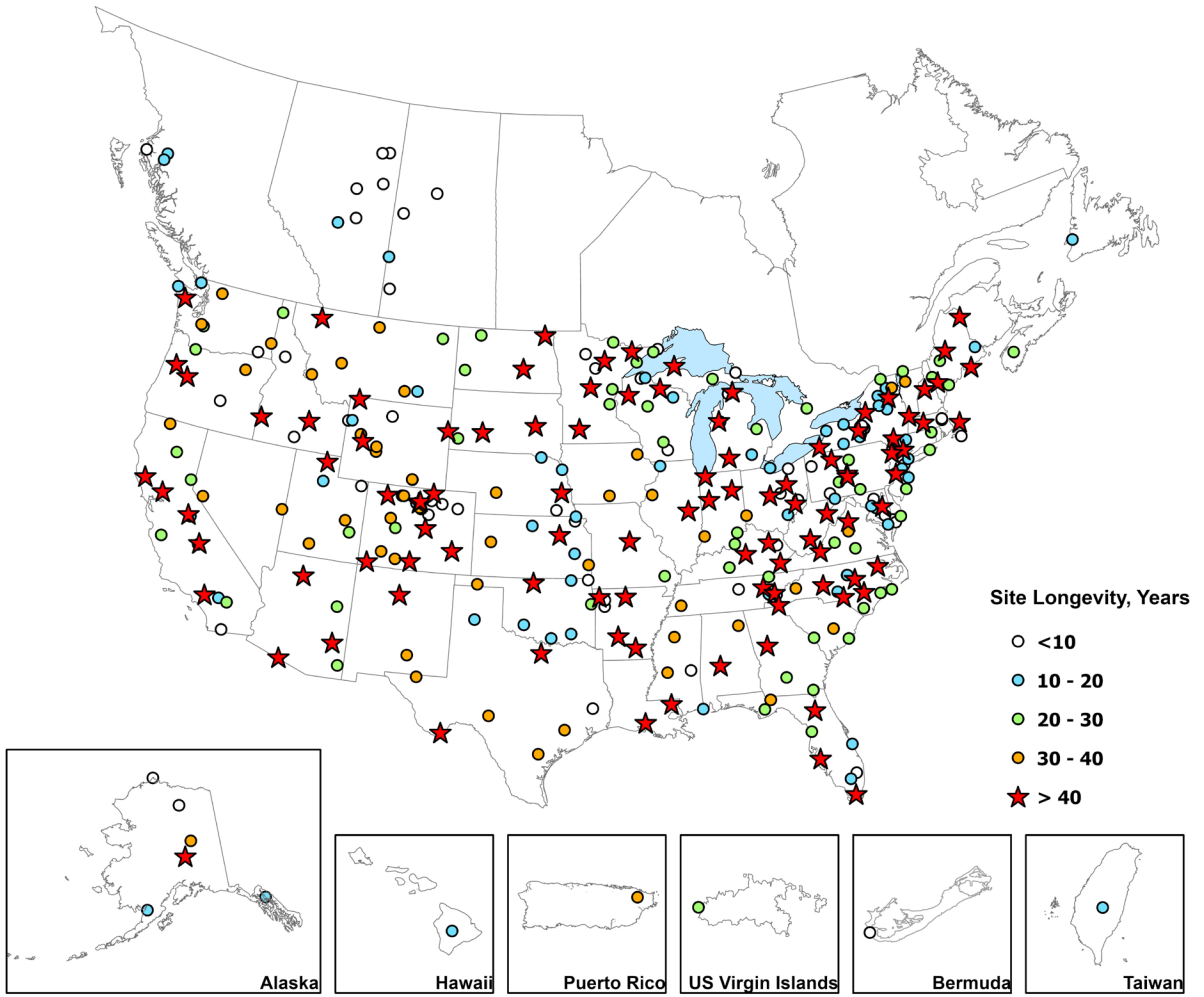 Site Longevity, Years
<10
10 - 20
20 - 30
30 - 40
> 40
Alaska
Hawaii
Puerto Rico
US Virgin Islands
Bermuda
Taiwan